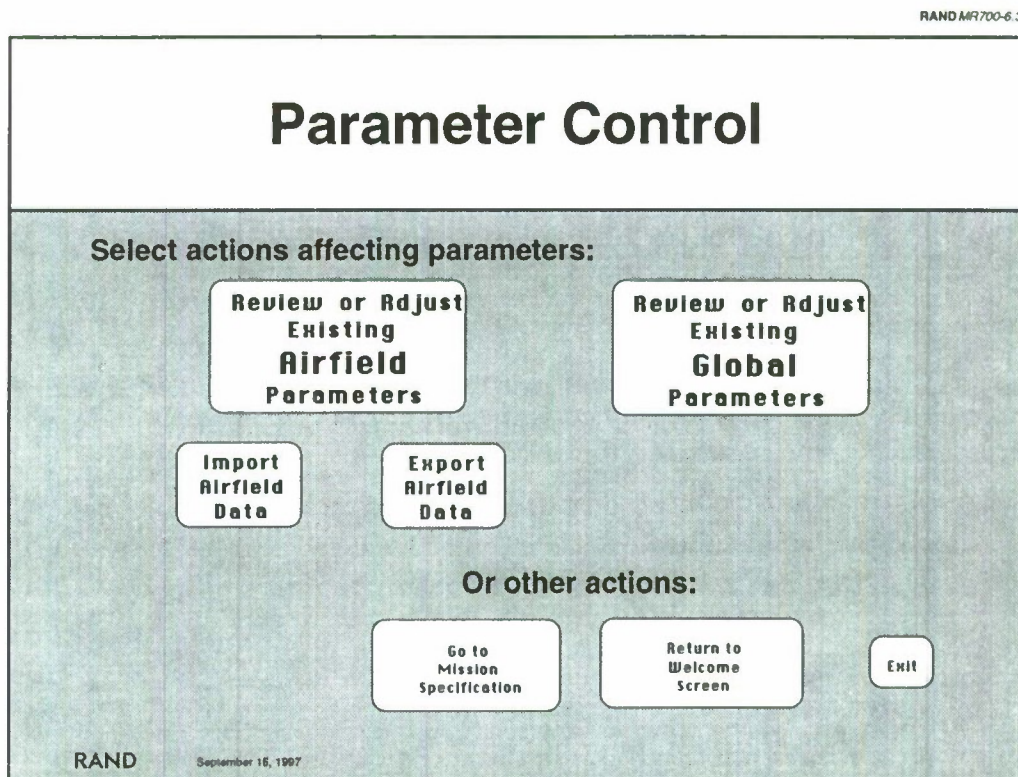 RAND MR700-6.3
Parameter Control
Select actions affecting parameters:
Review or Adjust
Existing
Airfield
Parameters
Review or Adjust
Existing
Global
Parameters
Import
Airfield
Data
Export
Airfield
Data
Or other actions:
Go to
Mission
Specification
Return to
Welcome
Screen
Exit
RAND
September 15, 1997